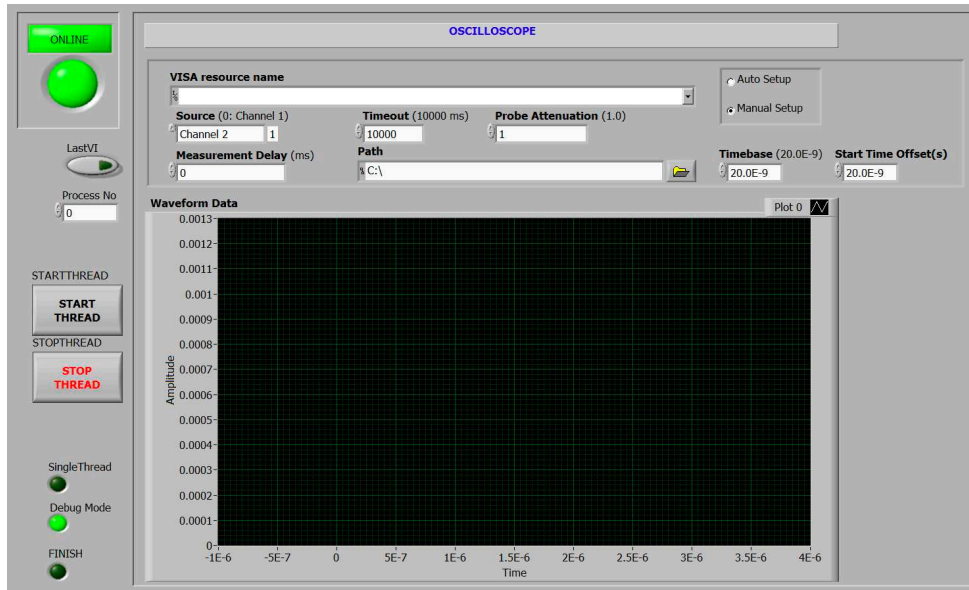 ONLINE
LastVI
Process No
0
STARTTHREAD
START
THREAD
STOPTHREAD
STOP
THREAD
SingleThread
Debug Mode
FINISH
OSCILLOSCOPE
VISA resource name
Auto Setup
Manual Setup
Source (0: Channel 1)
Channel 2 1
Timeout (10000 ms)
10000
Probe Attenuation (1.0)
1
Measurement Delay (ms)
0
Path
C:\
Timebase (20.0E-9)
20.0E-9
Start Time Offset(s)
20.0E-9
Waveform Data
Plot 0
Amplitude
0.0013
0.0012
0.0011
0.001
0.0009
0.0008
0.0007
0.0006
0.0005
0.0004
0.0003
0.0002
0.0001
0
-1E-6 -5E-7 0 5E-7 1E-6 1.5E-6 2E-6 2.5E-6 3E-6 3.5E-6 4E-6
Time